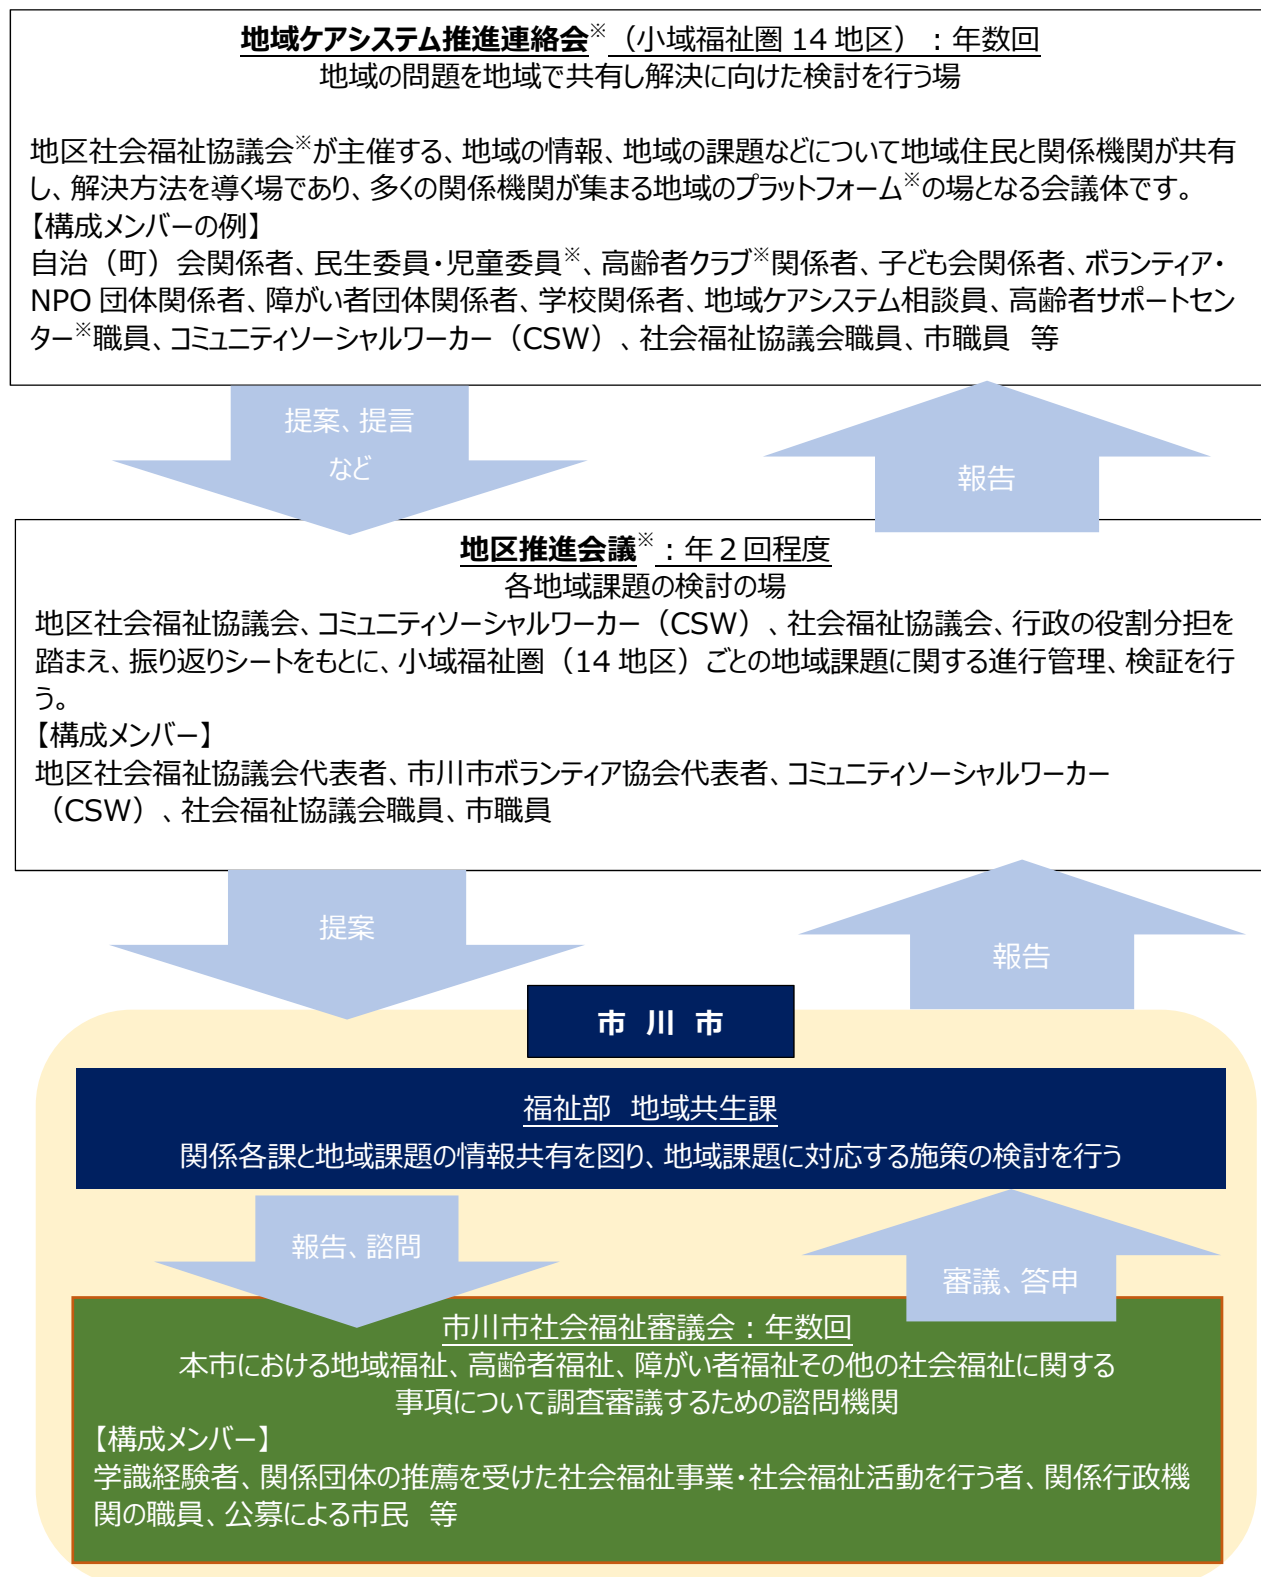 地域ケアシステム推進連絡会※（小域福祉圏 14 地区）：年数回
地域の問題を地域で共有し解決に向けた検討を行う場
地区社会福祉協議会※が主催する、地域の情報、地域の課題などについて地域住民と関係機関が共有
し、解決方法を導く場であり、多くの関係機関が集まる地域のプラットフォーム※の場となる会議体です。
【構成メンバーの例】
自治（町）会関係者、民生委員・児童委員※、高齢者クラブ※関係者、子ども会関係者、ボランティア・
NPO 団体関係者、障がい者団体関係者、学校関係者、地域ケアシステム相談員、高齢者サポートセン
ター※職員、コミュニティソーシャルワーカー（CSW）、社会福祉協議会職員、市職員　等
提案、提言
など
報告
地区推進会議※：年２回程度
各地域課題の検討の場
地区社会福祉協議会、コミュニティソーシャルワーカー（CSW）、社会福祉協議会、行政の役割分担を
踏まえ、振り返りシートをもとに、小域福祉圏（14 地区）ごとの地域課題に関する進行管理、検証を行
う。
【構成メンバー】
地区社会福祉協議会代表者、市川市ボランティア協会代表者、コミュニティソーシャルワーカー
（CSW）、社会福祉協議会職員、市職員
提案
報告
市 川 市
福祉部　地域共生課
関係各課と地域課題の情報共有を図り、地域課題に対応する施策の検討を行う
報告、諮問
審議、答申
市川市社会福祉審議会：年数回
本市における地域福祉、高齢者福祉、障がい者福祉その他の社会福祉に関する
事項について調査審議するための諮問機関
【構成メンバー】
学識経験者、関係団体の推薦を受けた社会福祉事業・社会福祉活動を行う者、関係行政機
関の職員、公募による市民　等